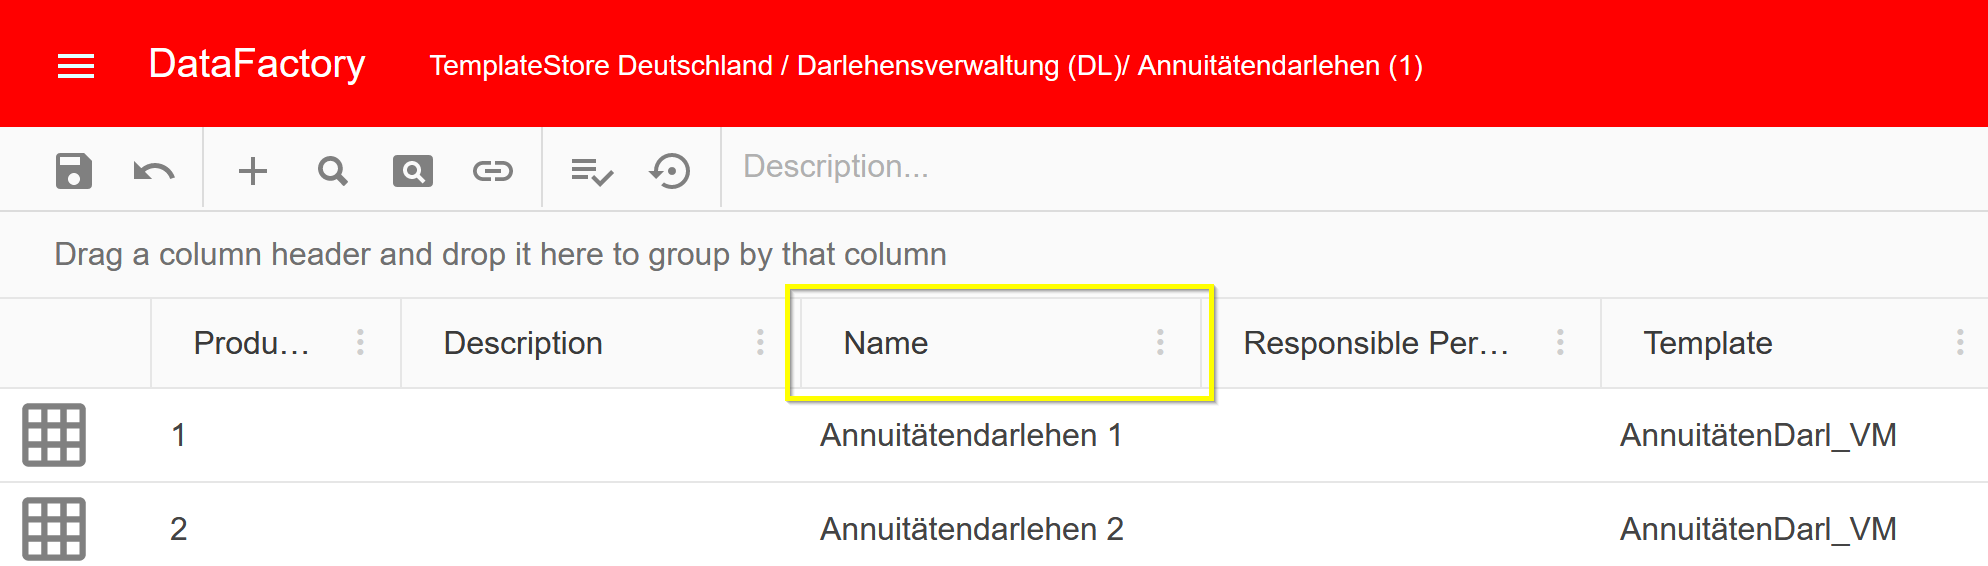 DataFactory TemplateStore Deutschland / Darlehensverwaltung (DL)/ Annuitätendarlehen (1)
Description...
Drag a column header and drop it here to group by that column
Produ… Description Name Responsible Per… Template
1 Annuitätendarlehen 1 AnnuitätenDarl_VM
2 Annuitätendarlehen 2 AnnuitätenDarl_VM